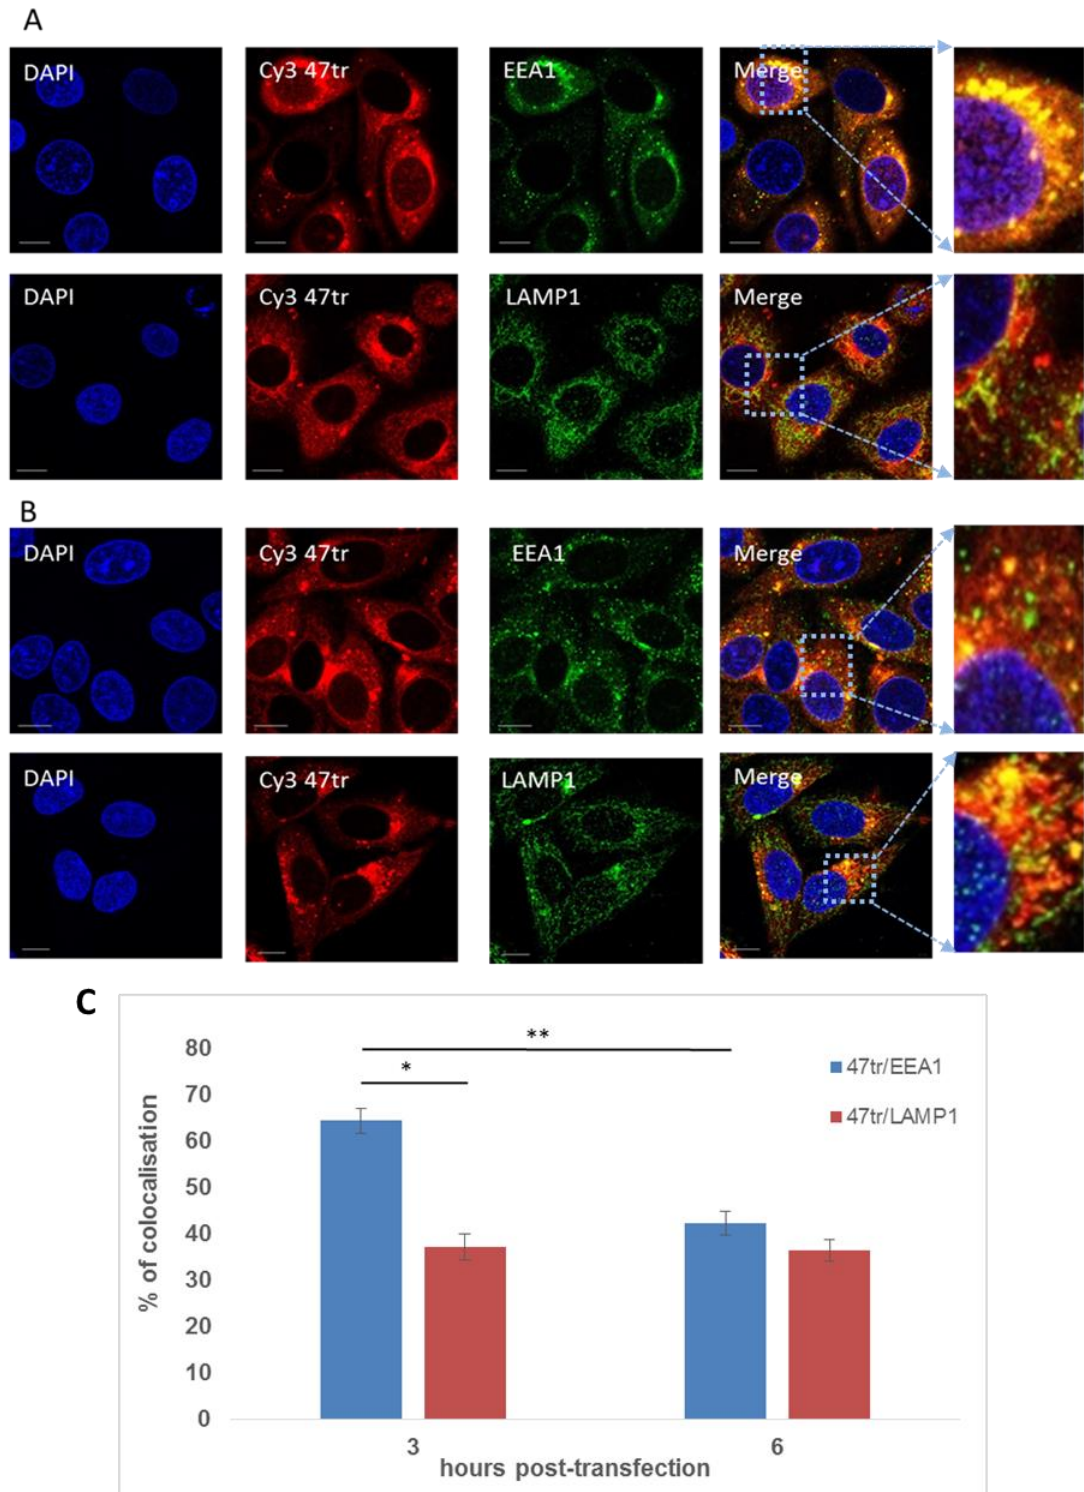 A
DAPI Cy3 47tr EEA1 Merge
DAPI Cy3 47tr LAMP1 Merge
B
DAPI Cy3 47tr EEA1 Merge
DAPI Cy3 47tr LAMP1 Merge
C
**
*
80
70
60
50
40
30
20
10
0
% of colocalisation
47tr/EEA1
47tr/LAMP1
3 6
hours post-transfection